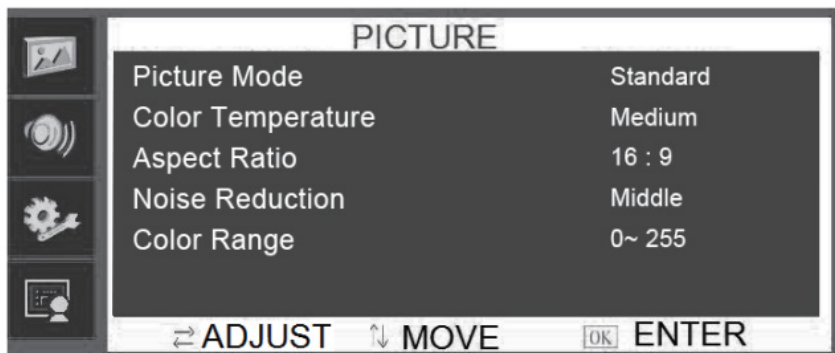 PICTURE
Picture Mode Standard
Color Temperature Medium
Aspect Ratio 16 : 9
Noise Reduction Middle
Color Range 0~ 255
⇄ ADJUST ↑↓ MOVE OK ENTER